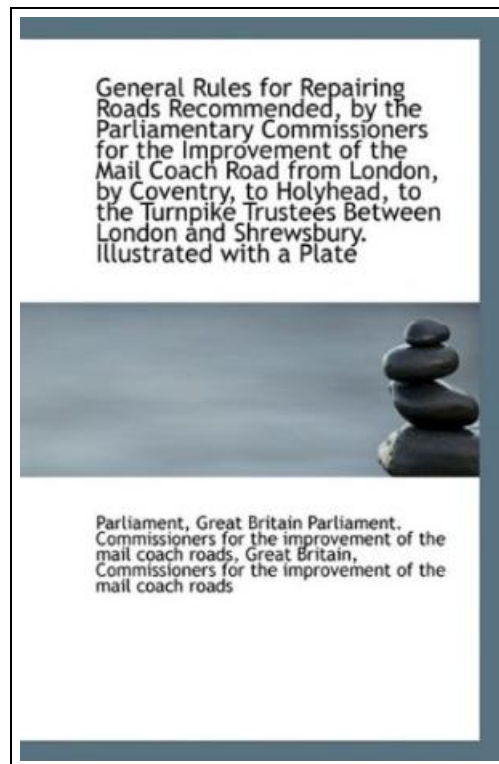 General Rules for Repairing
Roads Recommended, by the
Parliamentary Commissioners
for the Improvement of the
Mail Coach Road from London,
by Coventry, to Holyhead, to
the Turnpike Trustees Between
London and Shrewsbury.
Illustrated with a Plate
Parliament, Great Britain Parliament.
Commissioners for the improvement of the
mail coach roads, Great Britain,
Commissioners for the improvement of the
mail coach roads